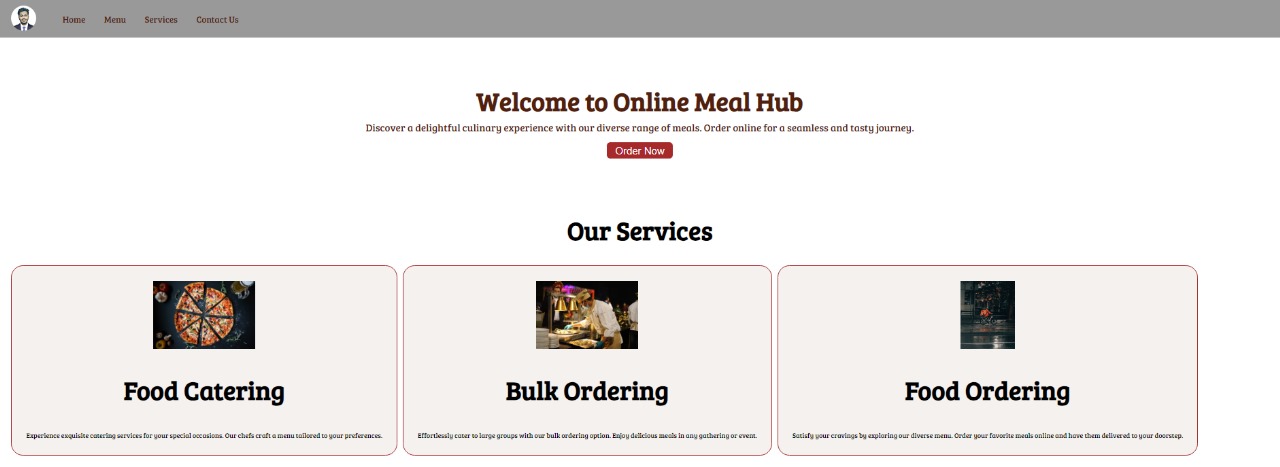 Home Menu Services Contact Us
Welcome to Online Meal Hub
Discover a delightful culinary experience with our diverse range of meals. Order online for a seamless and tasty journey.
Order Now
Our Services
Food Catering
Experience exquisite catering services for your special occasions. Our chefs craft a menu tailored to your preferences.
Bulk Ordering
Effortlessly cater to large groups with our bulk ordering option. Enjoy delicious meals in any gathering or event.
Food Ordering
Satisfy your cravings by exploring our diverse menu. Order your favorite meals online and have them delivered to your doorstep.